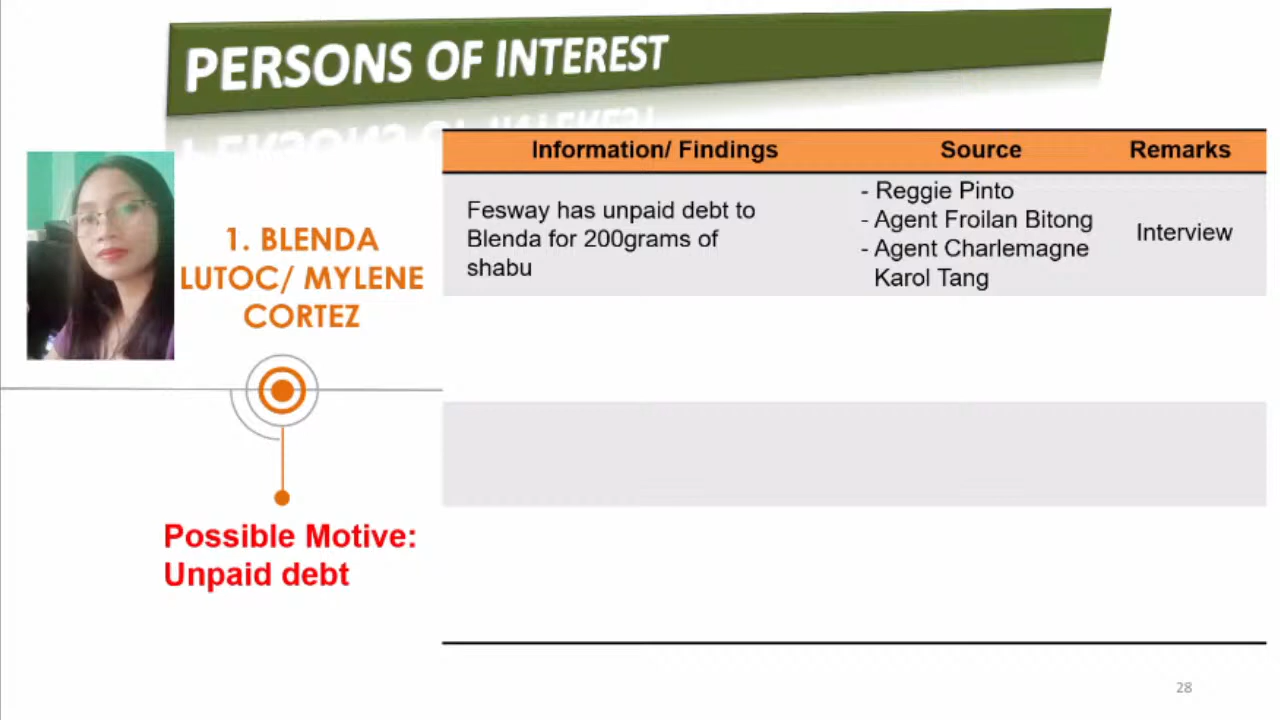 PERSONS OF INTEREST
Information/ Findings Source Remarks
1. BLENDA
LUTOC/ MYLENE
CORTEZ
Fesway has unpaid debt to
Blenda for 200grams of
shabu
- Reggie Pinto
- Agent Froilan Bitong
- Agent Charlemagne
Karol Tang
Interview
Possible Motive:
Unpaid debt
28